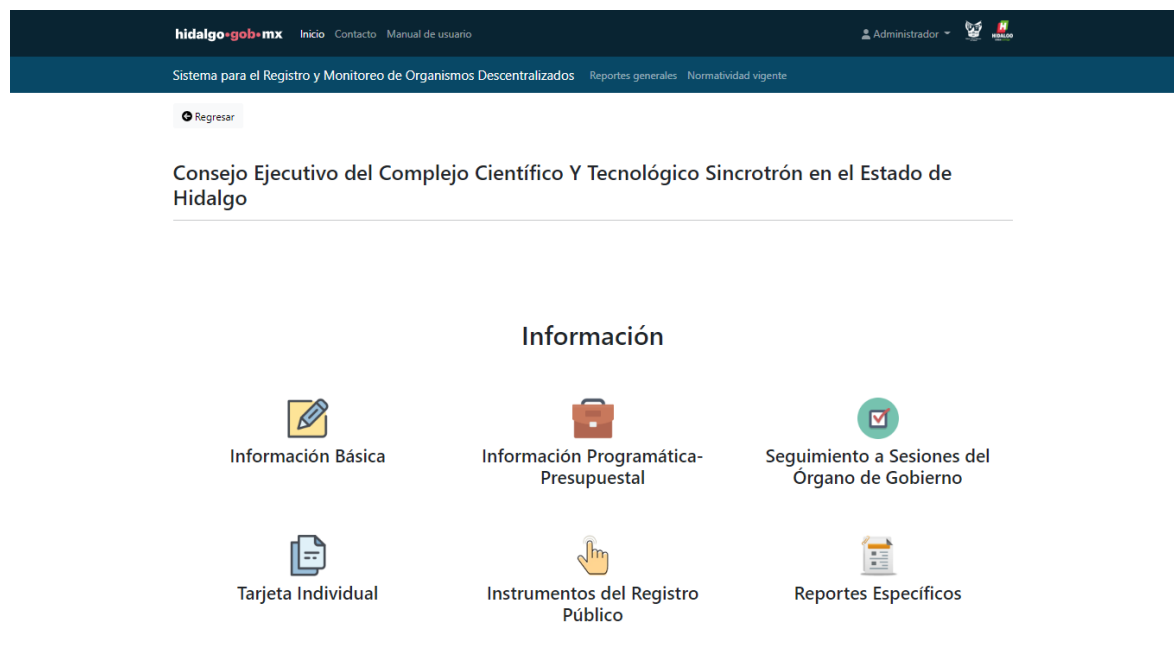 hidalgo•gob•mx Inicio Contacto Manual de usuario Administrador
HIDALGO
Sistema para el Registro y Monitoreo de Organismos Descentralizados Reportes generales Normatividad vigente
Regresar
Consejo Ejecutivo del Complejo Científico Y Tecnológico Sincrotrón en el Estado de
Hidalgo
Información
Información Básica
Información Programática-
Presupuestal
Seguimiento a Sesiones del
Órgano de Gobierno
Tarjeta Individual
Instrumentos del Registro
Público
Reportes Específicos